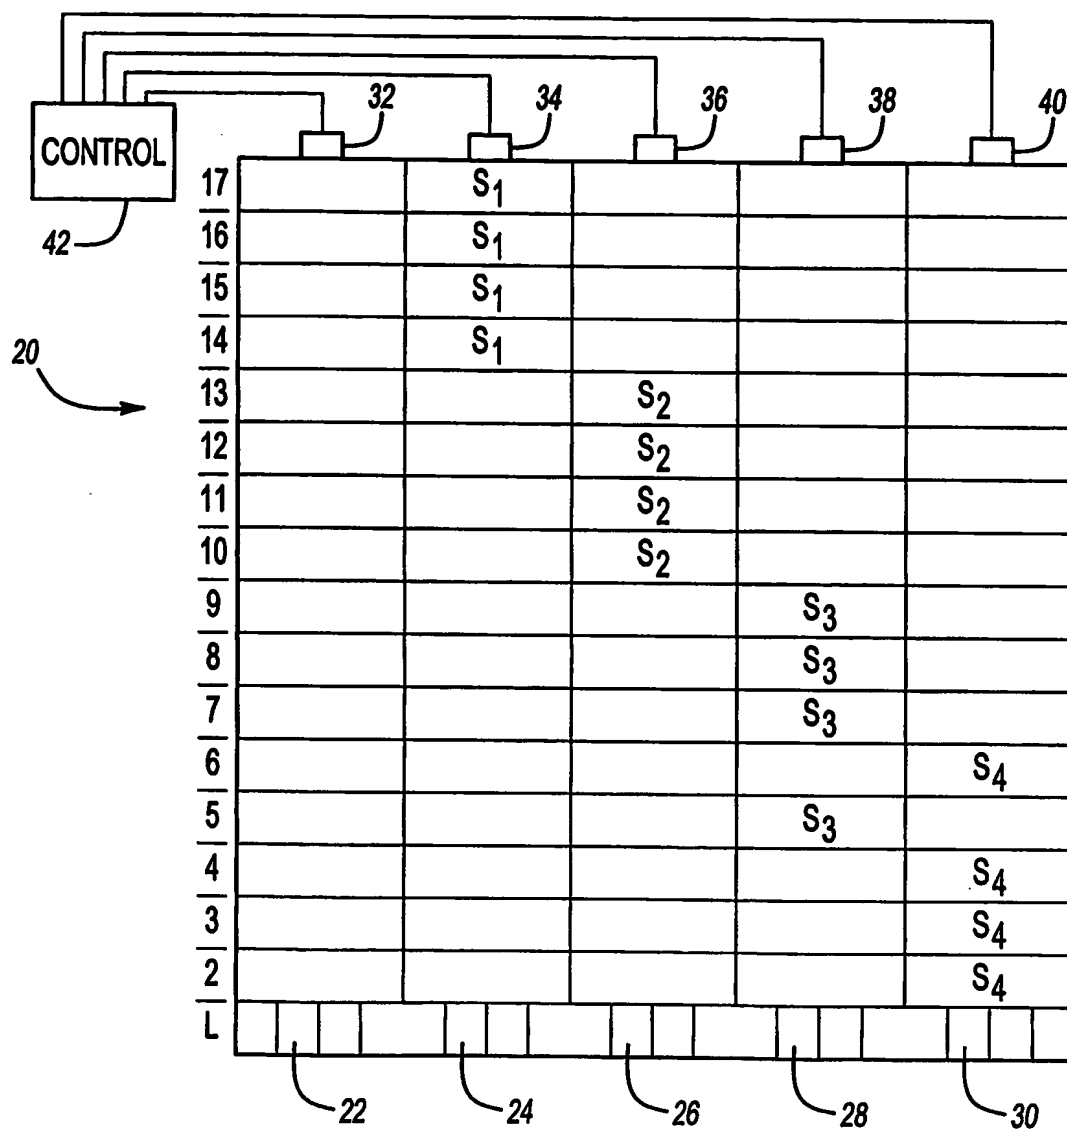 32 34 36 38 40
CONTROL
42
17 S1
16 S1
15 S1
14 S1
20
13 S2
12 S2
11 S2
10 S2
9 S3
8 S3
7 S3
6 S4
5 S3
4 S4
3 S4
2 S4
L
22 24 26 28 30